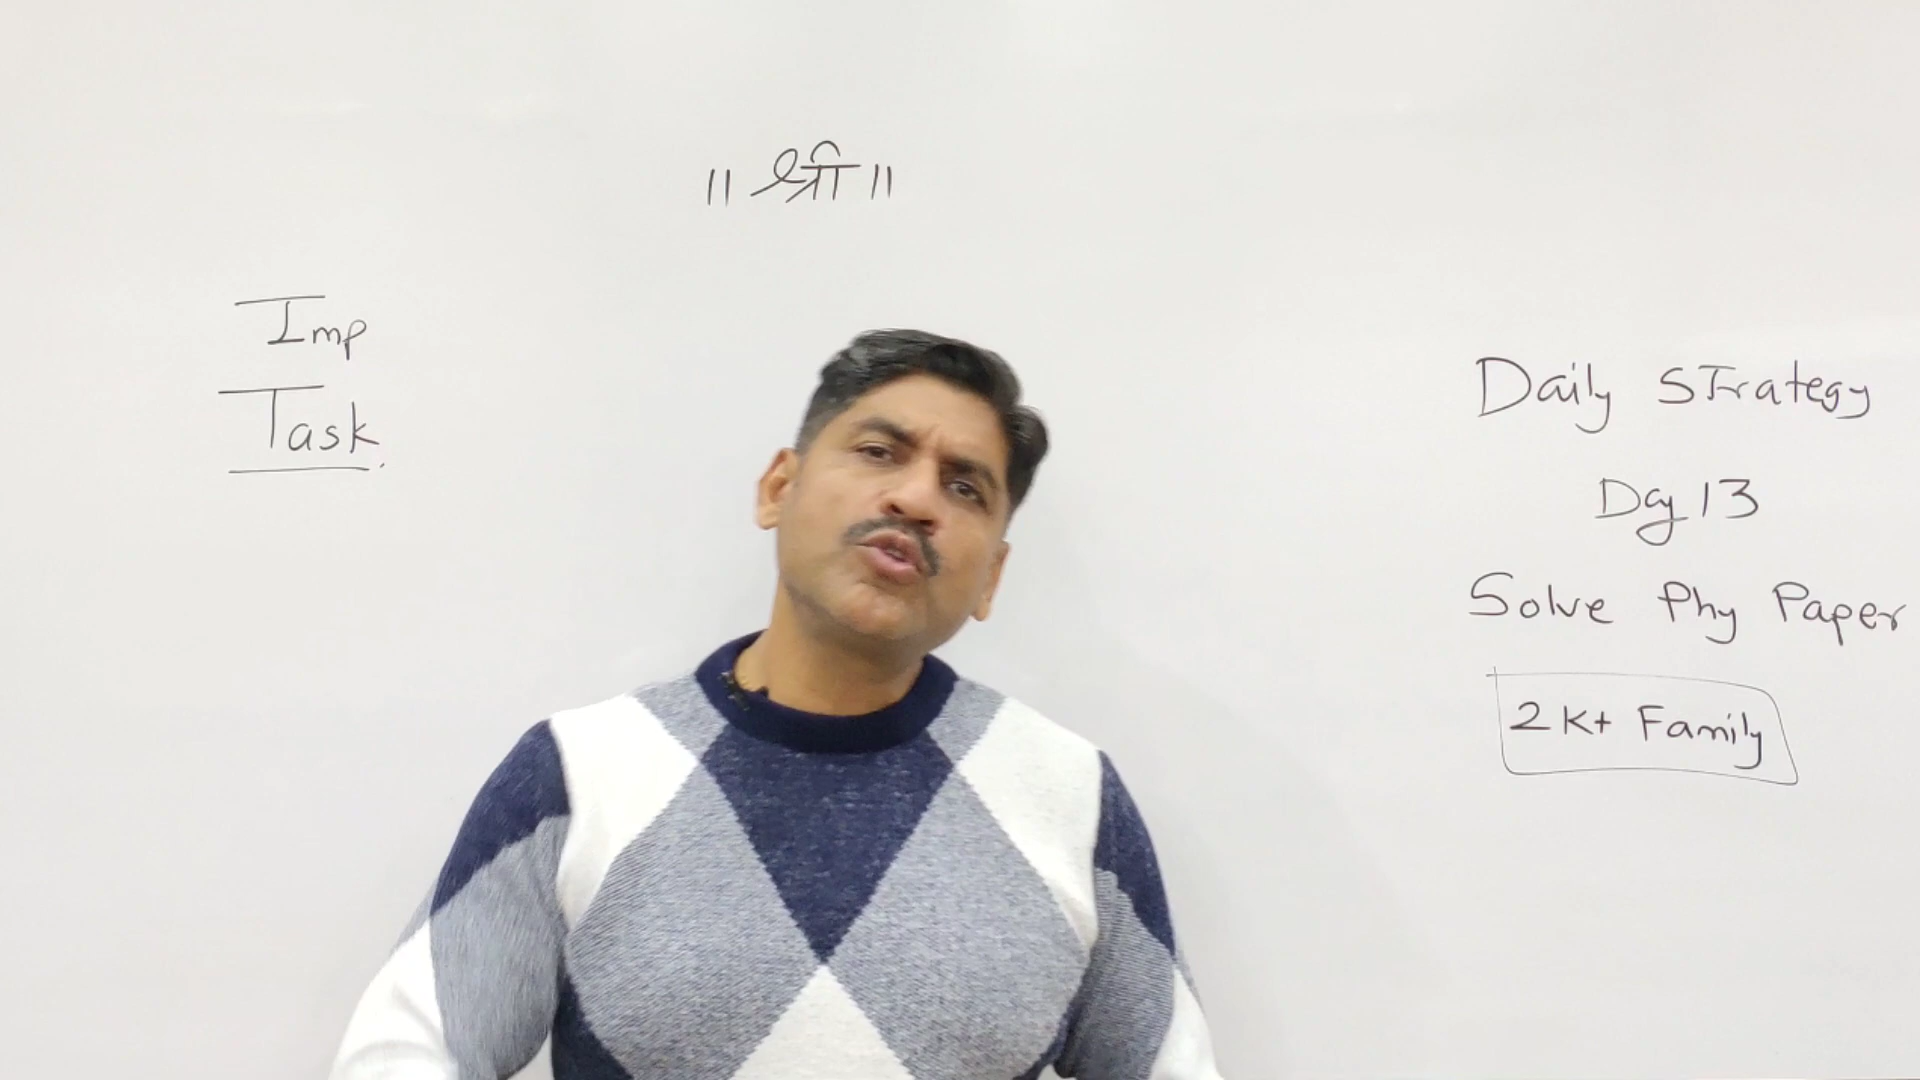 ॥ श्री ॥
Imp
Task.
Daily Strategy
Day 13
Solve Phy Paper
2K+ Family